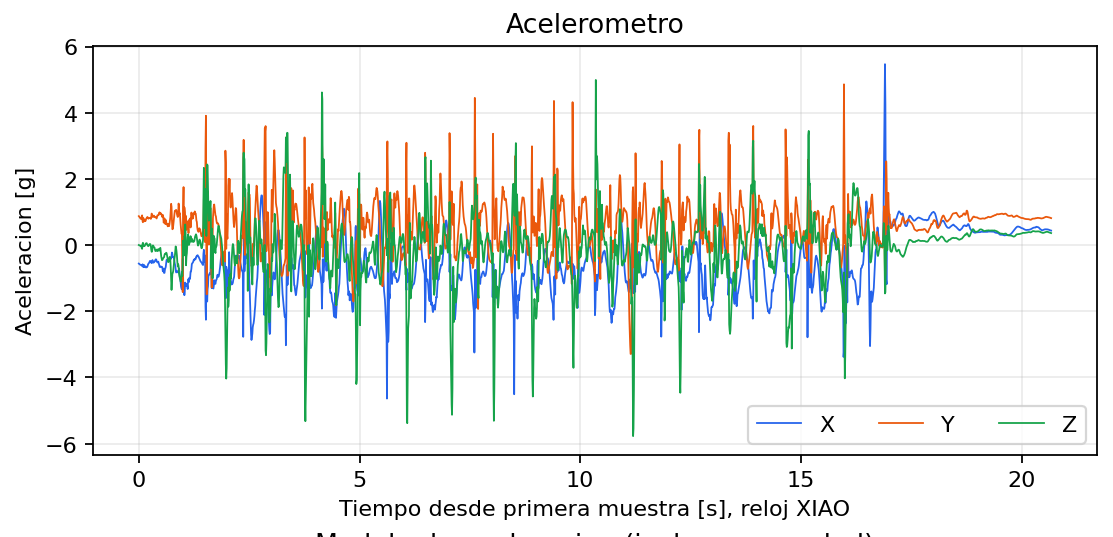 Acelerometro
6
4
2
0
−2
−4
−6
Aceleracion [g]
X Y Z
0 5 10 15 20
Tiempo desde primera muestra [s], reloj XIAO